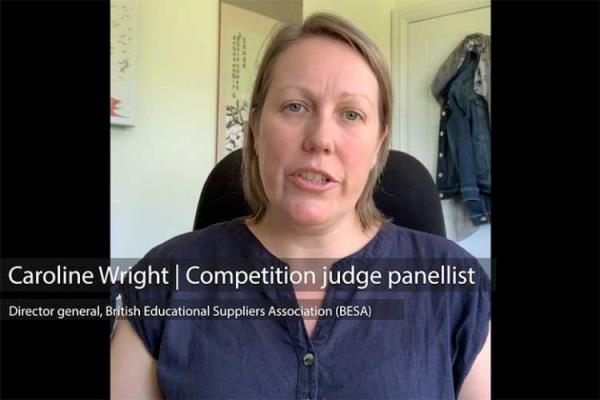 Caroline Wright | Competition judge panellist
Director general, British Educational Suppliers Association (BESA)